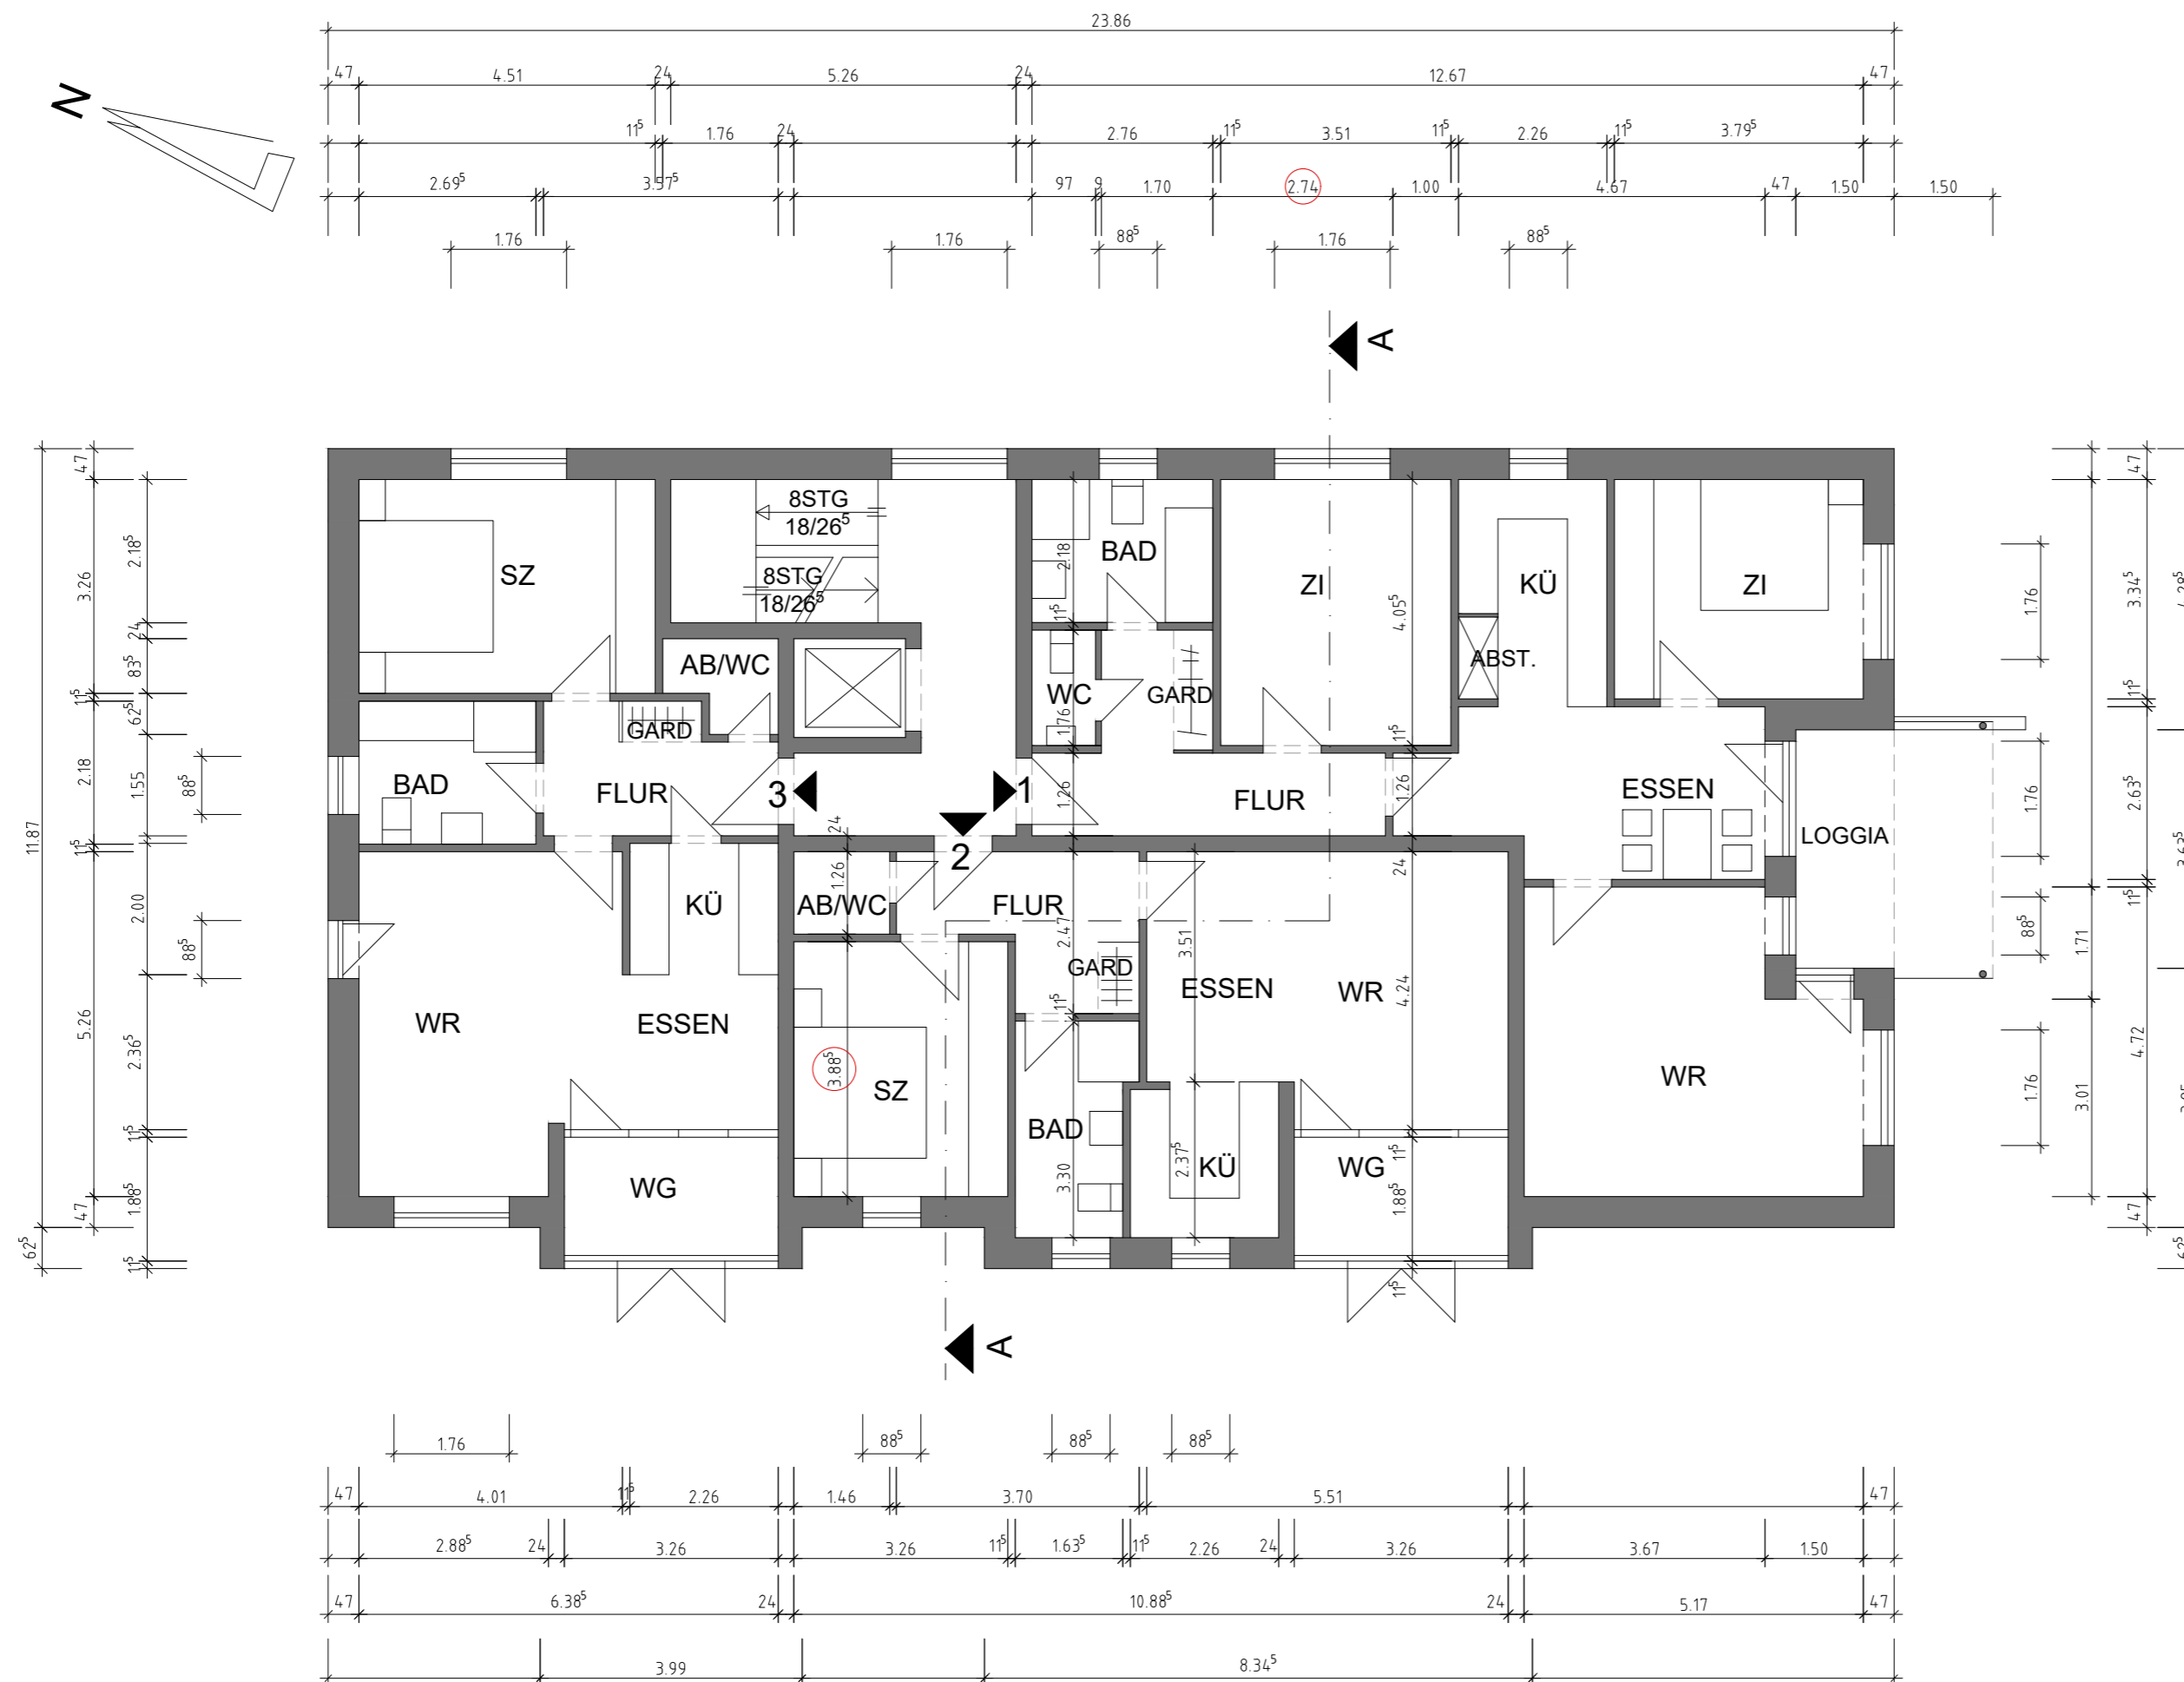 23.86
47 4.51 24 5.26 24 12.67 47
N
11⁵ 1.76 24 2.76 11⁵ 3.51 11⁵ 2.26 11⁵ 3.79⁵
2.69⁵ 3.57⁵ 97 9 1.70 2.74 1.00 4.67 47 1.50 1.50
1.76 1.76 88⁵ 1.76 88⁵
A
8STG
18/26⁵
8STG
18/26⁵
SZ
BAD
ZI
KÜ
ZI
AB/WC
ABST.
WC
GARD
GARD
BAD
FLUR
3
1
FLUR
ESSEN
LOGGIA
2
KÜ
AB/WC
FLUR
GARD
WR
ESSEN
ESSEN
WR
SZ
BAD
KÜ
WG
WG
WR
A
11.87
62⁵
47
3.26
11⁵
2.18
11⁵
5.26
47
2.18⁵
24
83⁵
62⁵
1.55
2.00
2.36⁵
11⁵
1.88⁵
11⁵
88⁵
88⁵
2.18
11⁵
1.76
1.26
4.05⁵
11⁵
1.26
24
24
1.26
3.88⁵
2.47
11⁵
3.30
3.51
2.37⁵
4.24
11⁵
1.88⁵
11⁵
1.76
1.76
88⁵
1.76
1.71
3.01
47
3.34⁵
11⁵
2.63⁵
11⁵
4.72
47
3.63⁵
62⁵
1.76 88⁵ 88⁵ 88⁵
47 4.01 11⁵ 2.26 1.46 3.70 5.51 47
2.88⁵ 24 3.26 3.26 11⁵ 1.63⁵ 11⁵ 2.26 24 3.26 3.67 1.50
47 6.38⁵ 24 10.88⁵ 24 5.17 47
3.99 8.34⁵